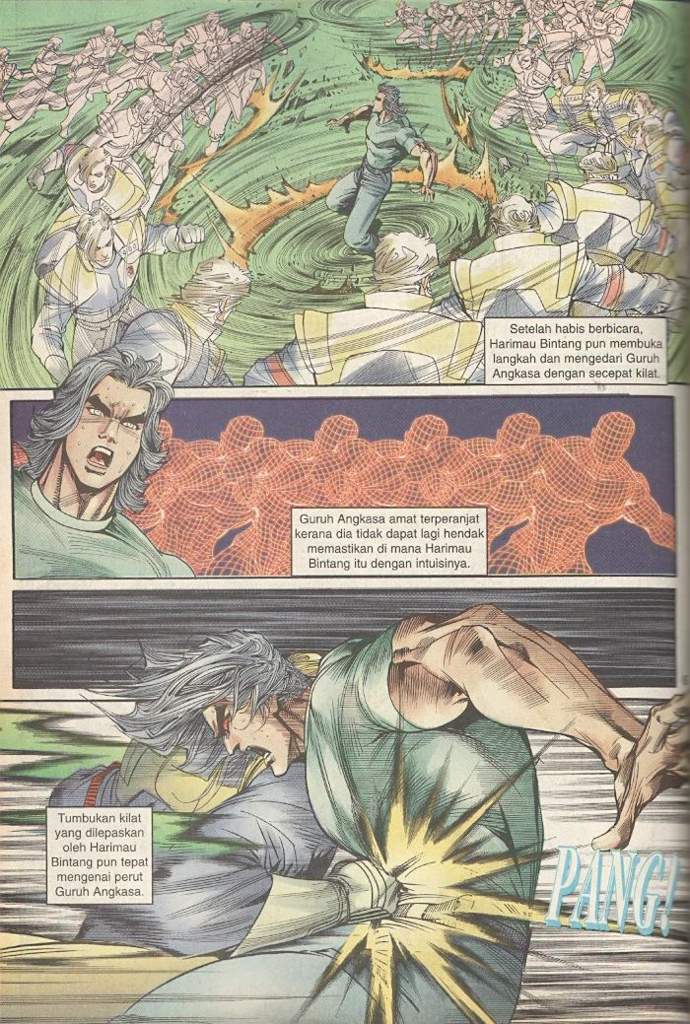 Setelah habis berbicara,
Harimau Bintang pun membuka
langkah dan mengedari Guruh
Angkasa dengan secepat kilat.
Guruh Angkasa amat terperanjat
kerana dia tidak dapat lagi hendak
memastikan di mana Harimau
Bintang itu dengan intuisinya.
Tumbukan kilat
yang dilepaskan
oleh Harimau
Bintang pun tepat
mengenai perut
Guruh Angkasa.
PANG!